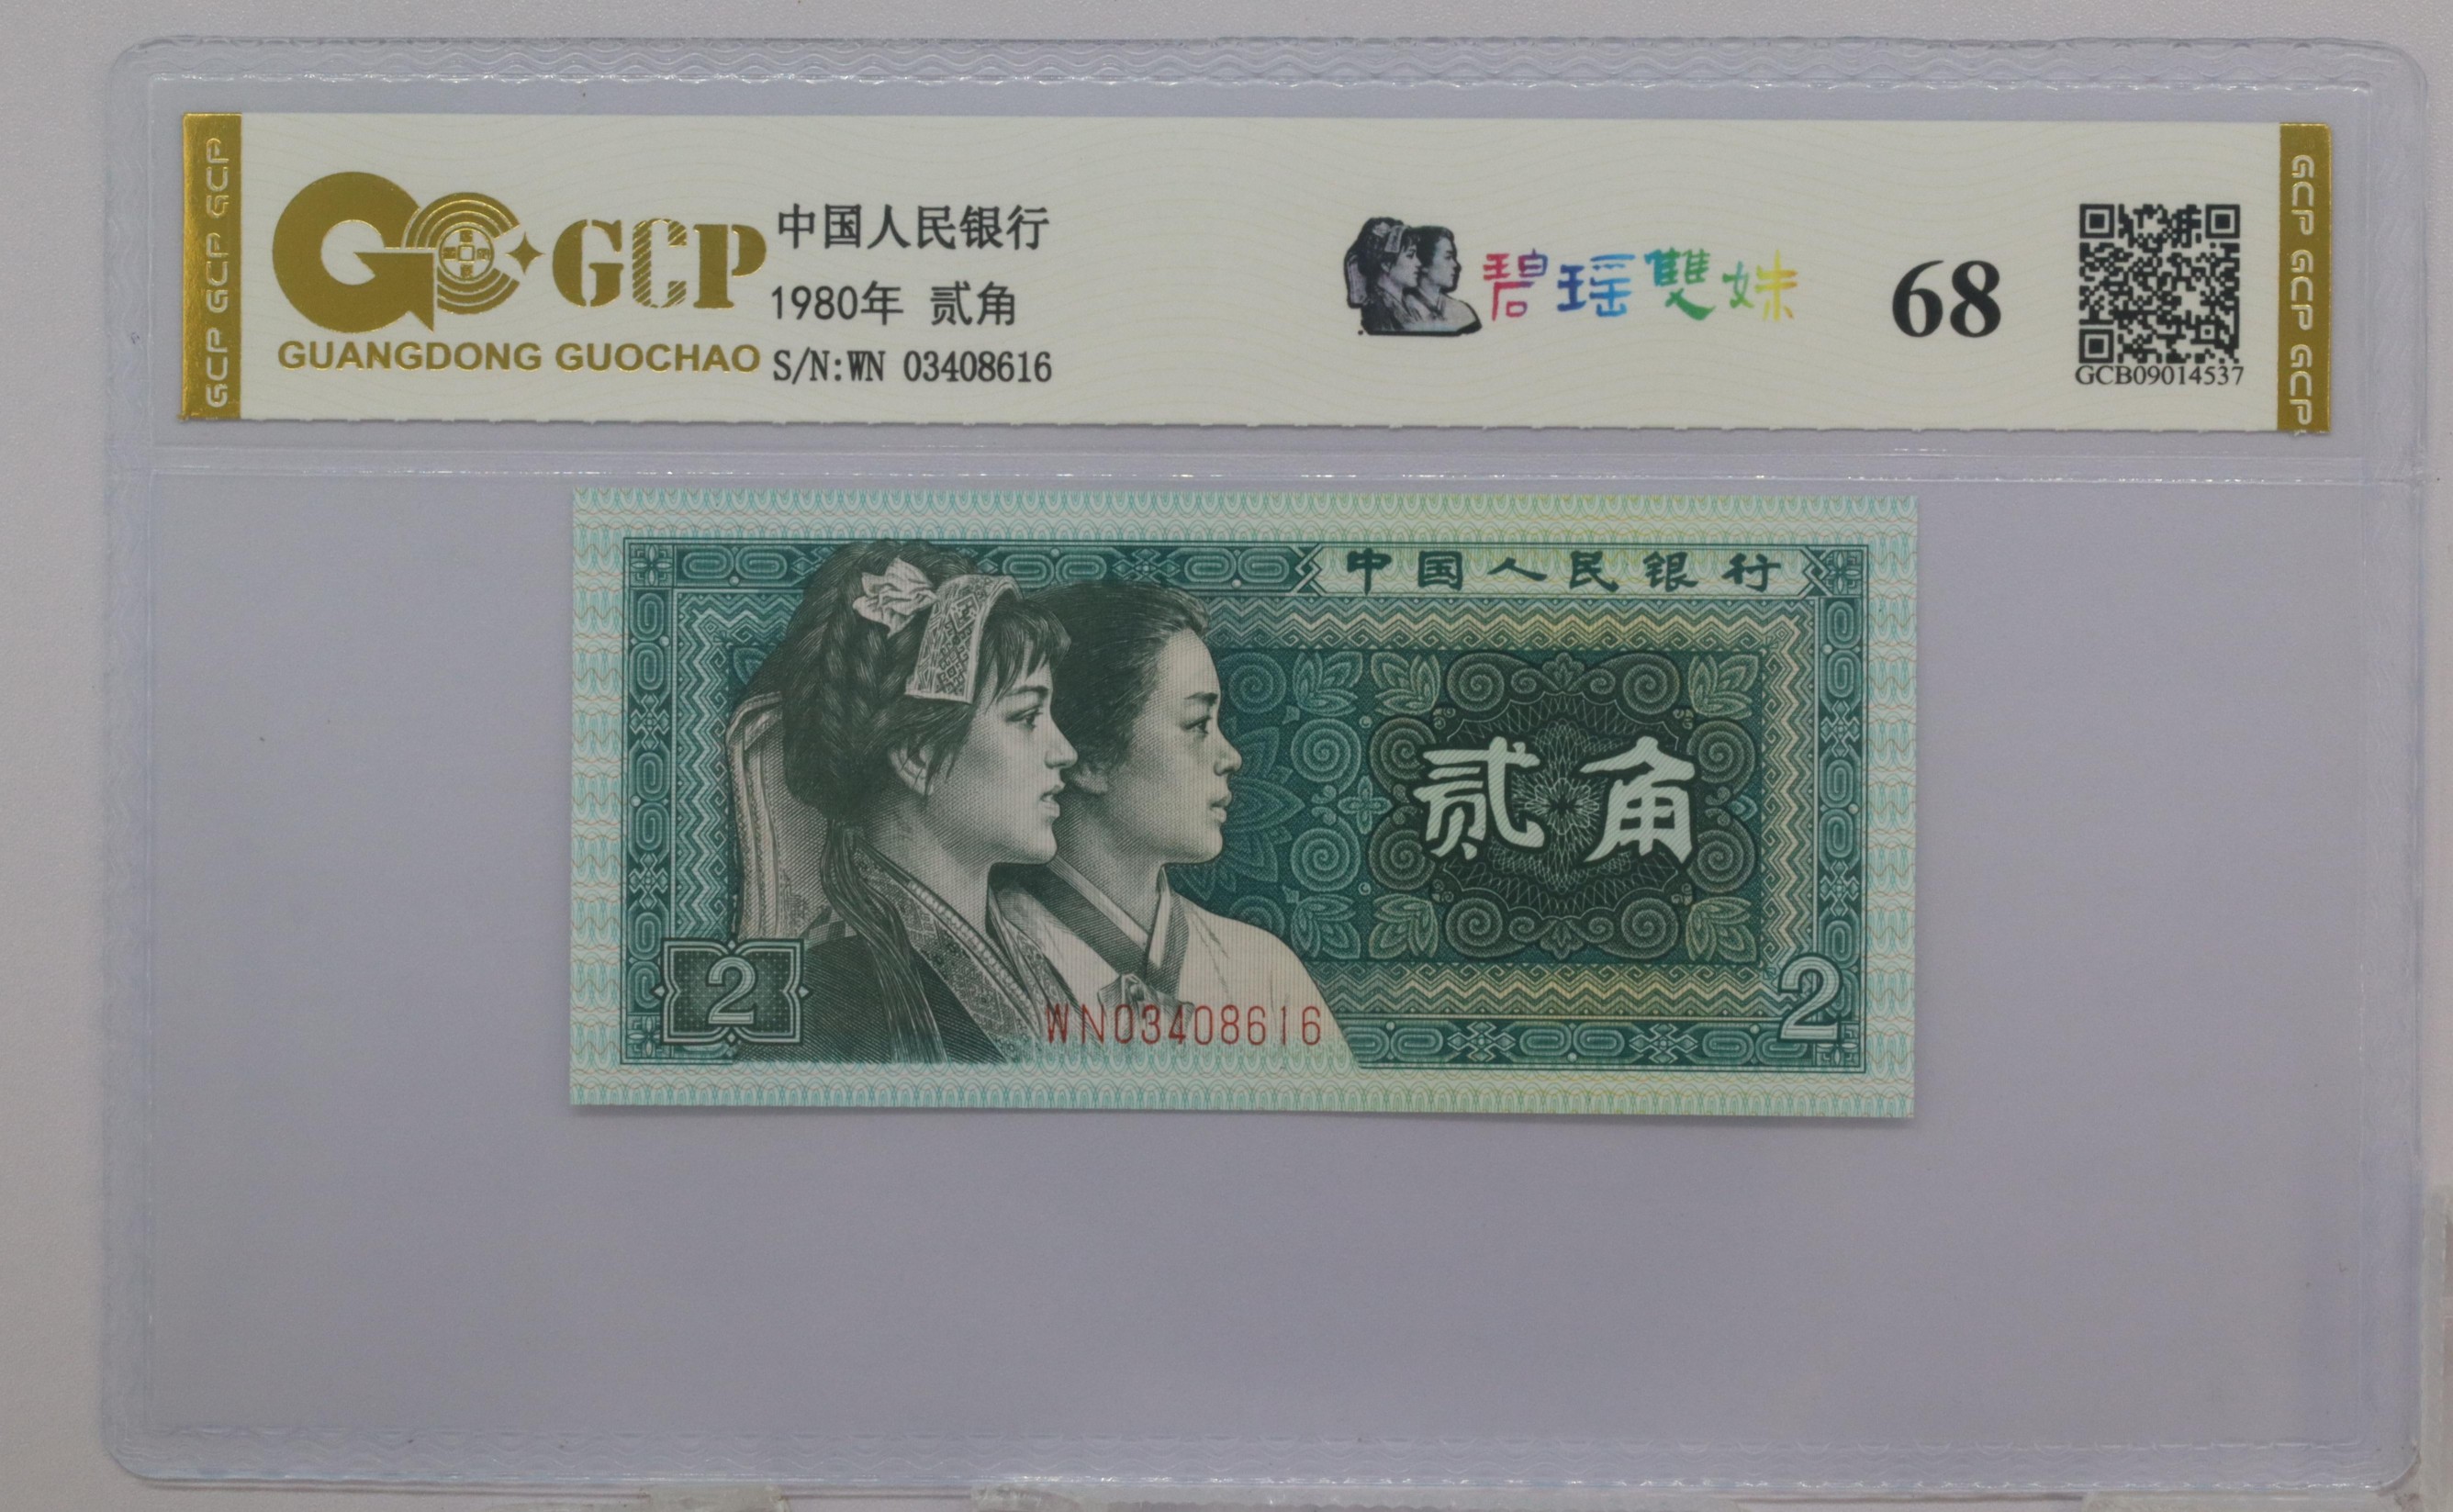 GCP GCP GCP
GCP
GUANGDONG GUOCHAO
中国人民银行
1980年 贰角
S/N:WN 03408616
碧瑶雙妹
68
GCB09014537
GCP GCP GCP
中国人民银行
贰角
2
WN03408616
2